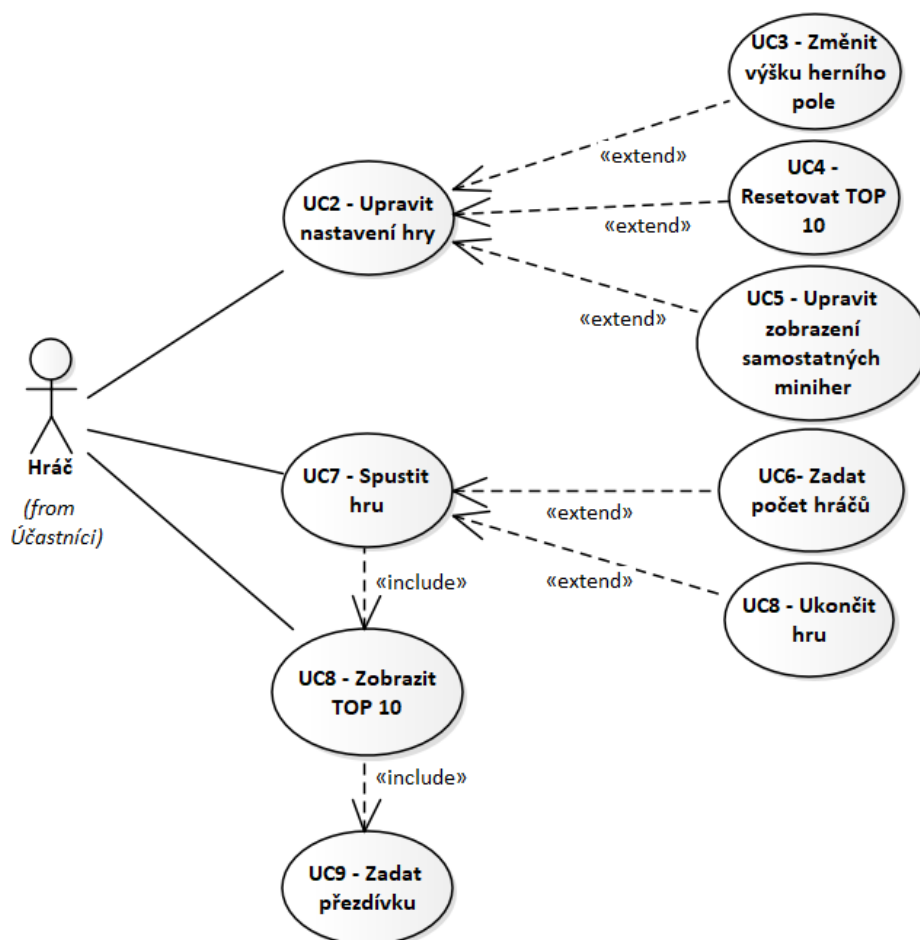 UC3 - Změnit
výšku herního
pole
«extend»
UC4 -
Resetovat TOP
10
UC2 - Upravit
nastavení hry
«extend»
UC5 - Upravit
zobrazení
samostatných
miniher
«extend»
Hráč
(from
Účastníci)
UC7 - Spustit
hru
UC6- Zadat
počet hráčů
«extend»
«include»
«extend»
UC8 - Ukončit
hru
UC8 - Zobrazit
TOP 10
«include»
UC9 - Zadat
přezdívku